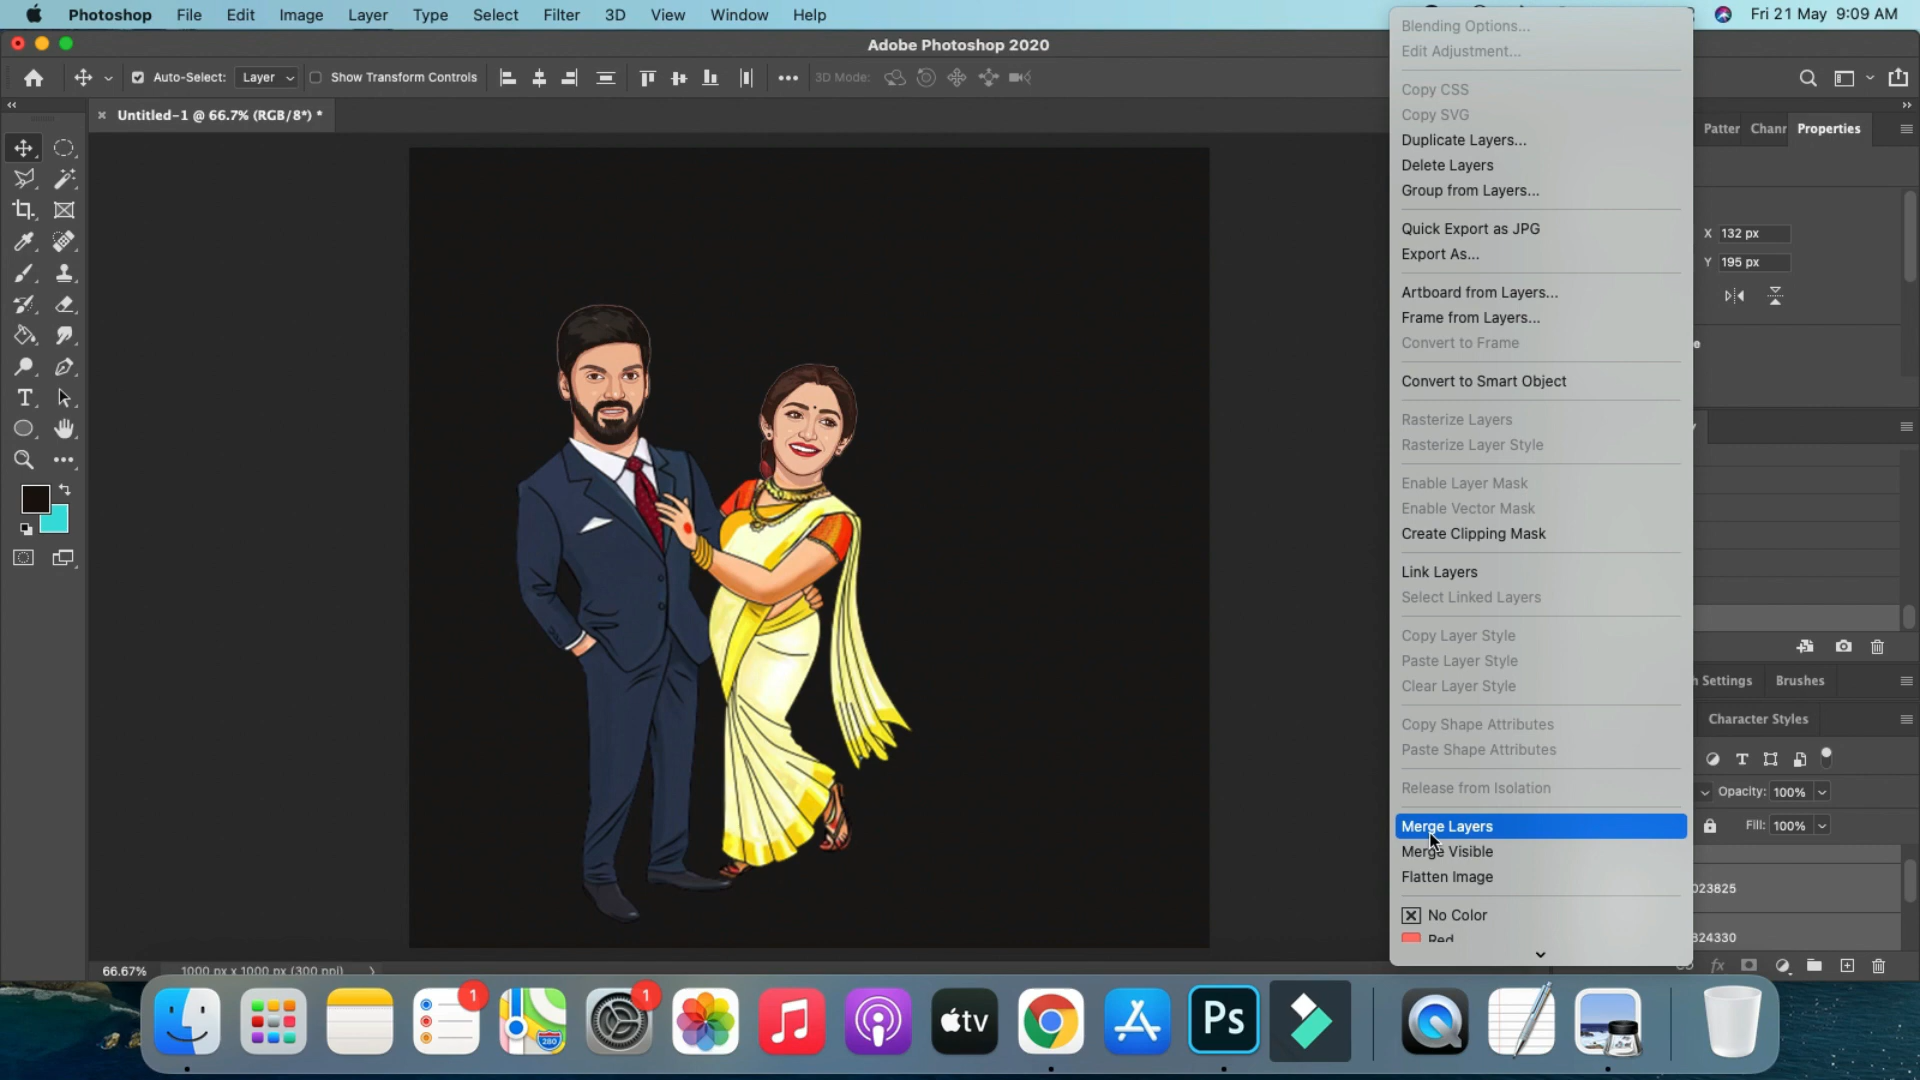 Photoshop File Edit Image Layer Type Select Filter 3D View Window Help Fri 21 May 9:09 AM
Adobe Photoshop 2020
Auto-Select: Layer Show Transform Controls 3D Mode:
Untitled-1 @ 66.7% (RGB/8*) *
Patter Chanr Properties
X 132 px
Y 195 px
Blending Options...
Edit Adjustment...
Copy CSS
Copy SVG
Duplicate Layers...
Delete Layers
Group from Layers...
Quick Export as JPG
Export As...
Artboard from Layers...
Frame from Layers...
Convert to Frame
Convert to Smart Object
Rasterize Layers
Rasterize Layer Style
Enable Layer Mask
Enable Vector Mask
Create Clipping Mask
Link Layers
Select Linked Layers
Copy Layer Style
Paste Layer Style
Clear Layer Style
Copy Shape Attributes
Paste Shape Attributes
Release from Isolation
Merge Layers
Merge Visible
Flatten Image
No Color
Red
Settings Brushes
Character Styles
Opacity: 100%
Fill: 100%
023825
324330
66.67% 1000 px x 1000 px (300 ppi)
1
1
280
tv
Ps